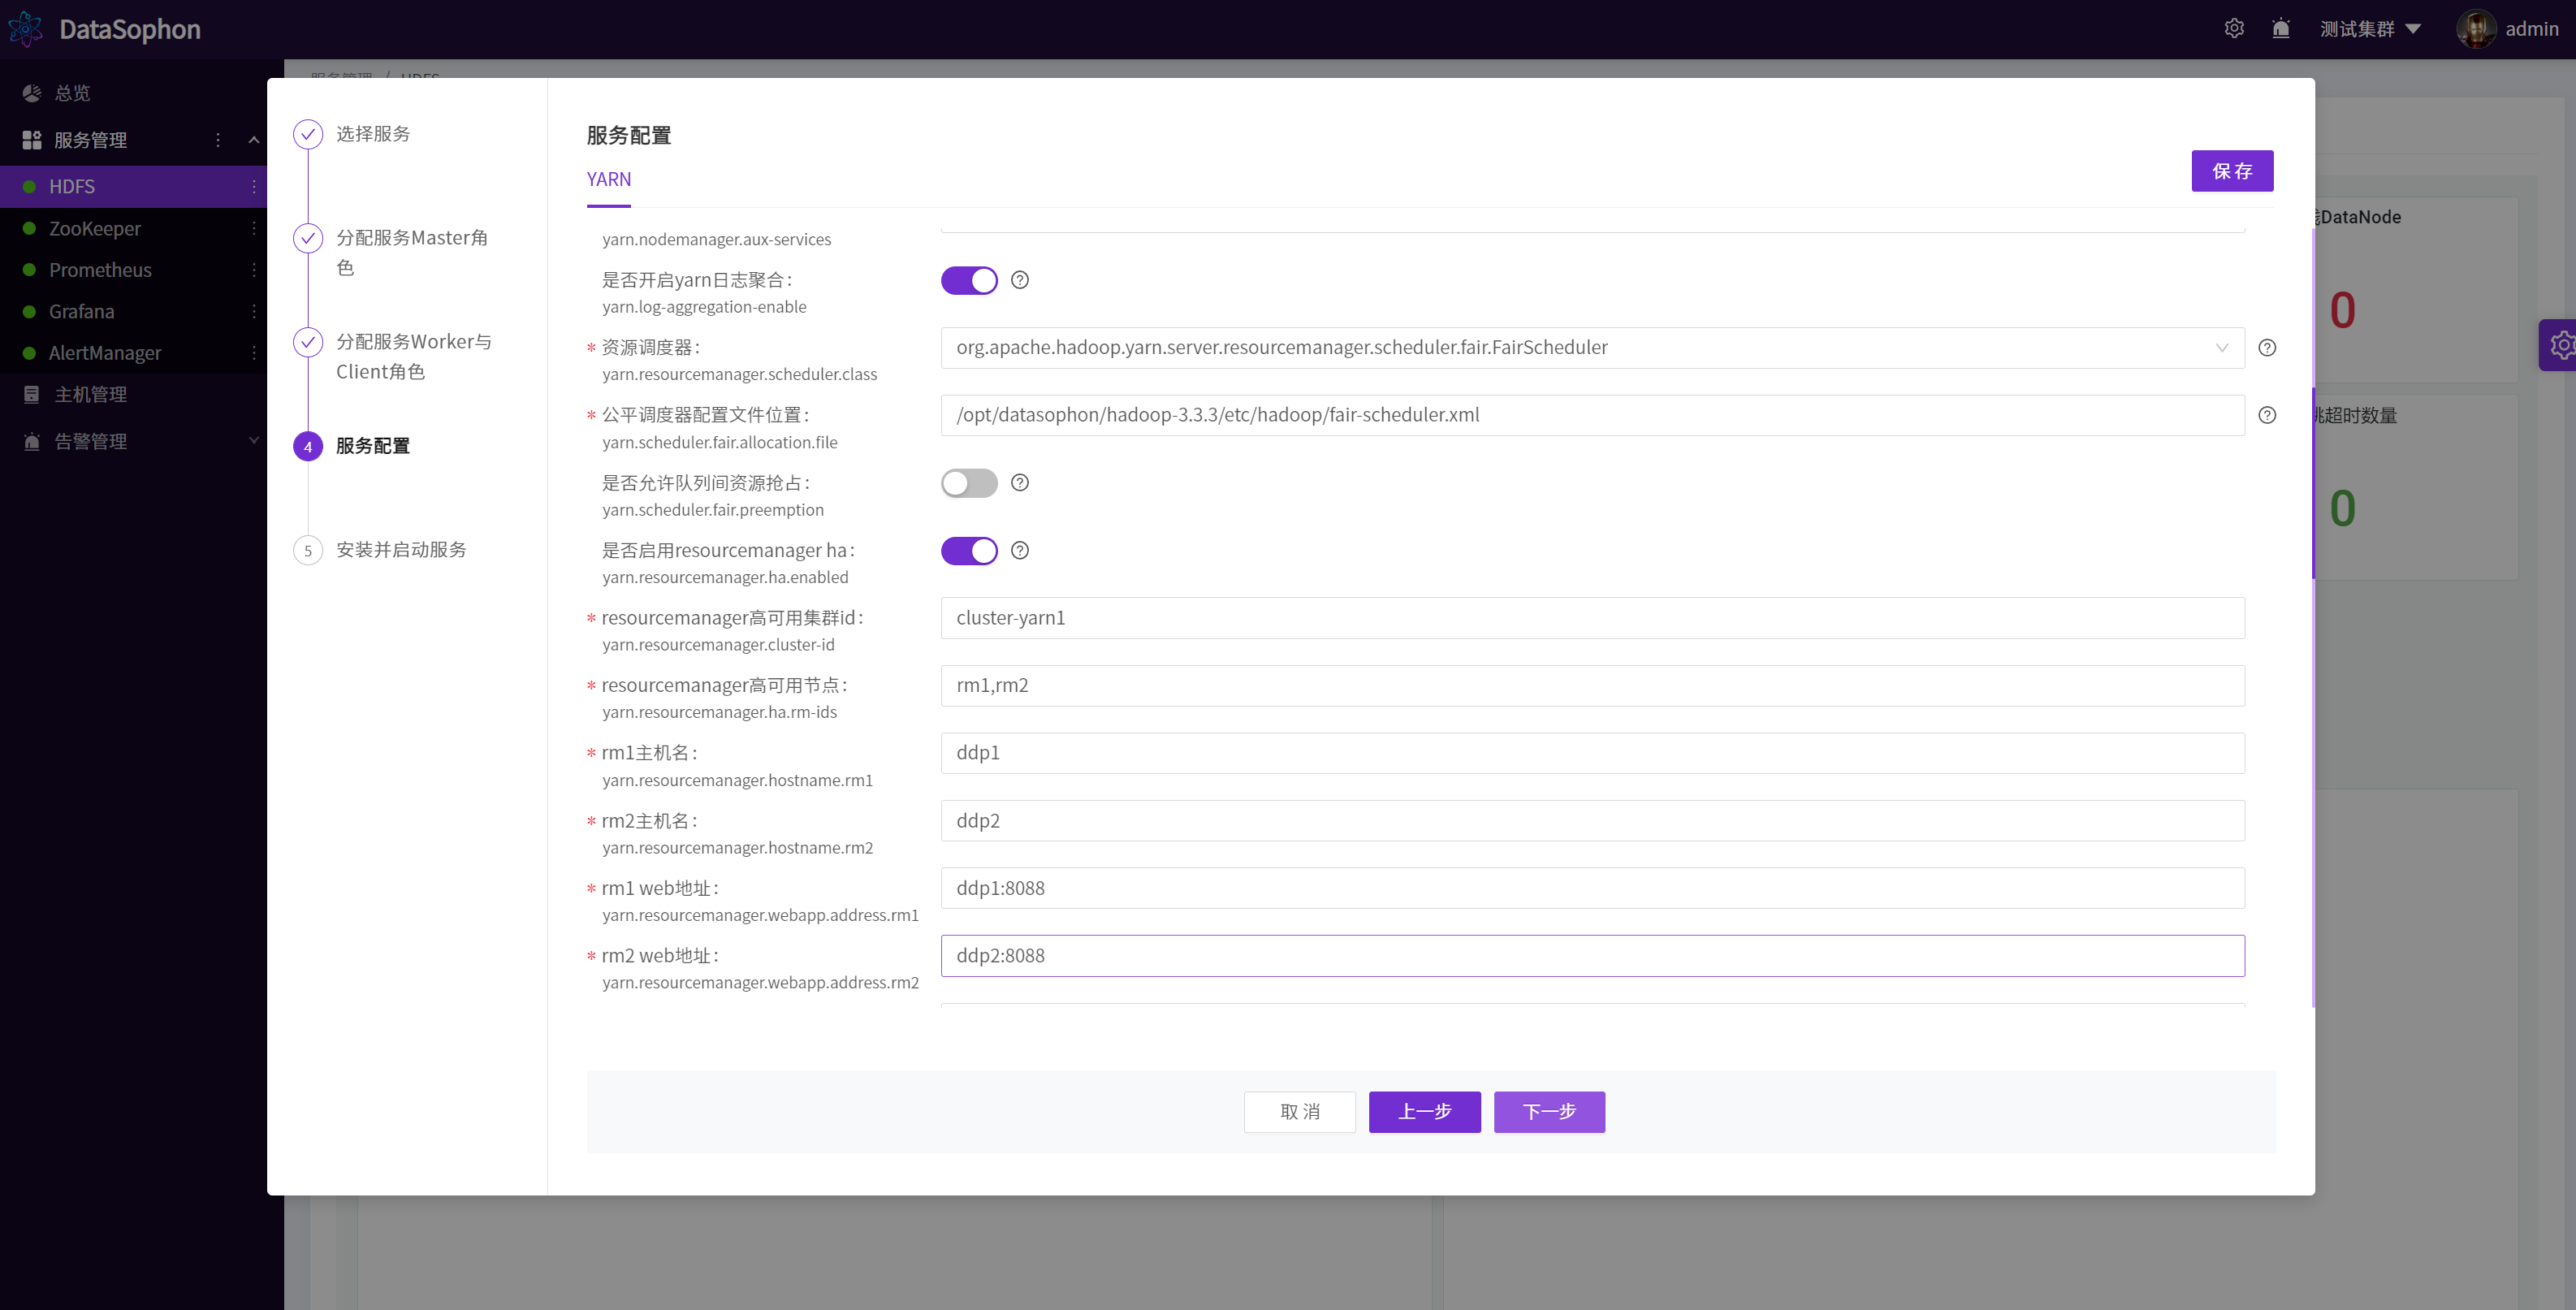 DataSophon
测试集群
admin
总览
服务管理
HDFS
ZooKeeper
Prometheus
Grafana
AlertManager
主机管理
告警管理
服务管理 / HDFS
选择服务
分配服务Master角
色
分配服务Worker与
Client角色
4
服务配置
5
安装并启动服务
服务配置
YARN
保 存
yarn.nodemanager.aux-services
是否开启yarn日志聚合:
yarn.log-aggregation-enable
* 资源调度器: org.apache.hadoop.yarn.server.resourcemanager.scheduler.fair.FairScheduler
yarn.resourcemanager.scheduler.class
* 公平调度器配置文件位置: /opt/datasophon/hadoop-3.3.3/etc/hadoop/fair-scheduler.xml
yarn.scheduler.fair.allocation.file
是否允许队列间资源抢占:
yarn.scheduler.fair.preemption
是否启用resourcemanager ha:
yarn.resourcemanager.ha.enabled
* resourcemanager高可用集群id: cluster-yarn1
yarn.resourcemanager.cluster-id
* resourcemanager高可用节点: rm1,rm2
yarn.resourcemanager.ha.rm-ids
* rm1主机名: ddp1
yarn.resourcemanager.hostname.rm1
* rm2主机名: ddp2
yarn.resourcemanager.hostname.rm2
* rm1 web地址: ddp1:8088
yarn.resourcemanager.webapp.address.rm1
* rm2 web地址: ddp2:8088
yarn.resourcemanager.webapp.address.rm2
取 消
上一步
下一步
DataNode
0
超时数量
0